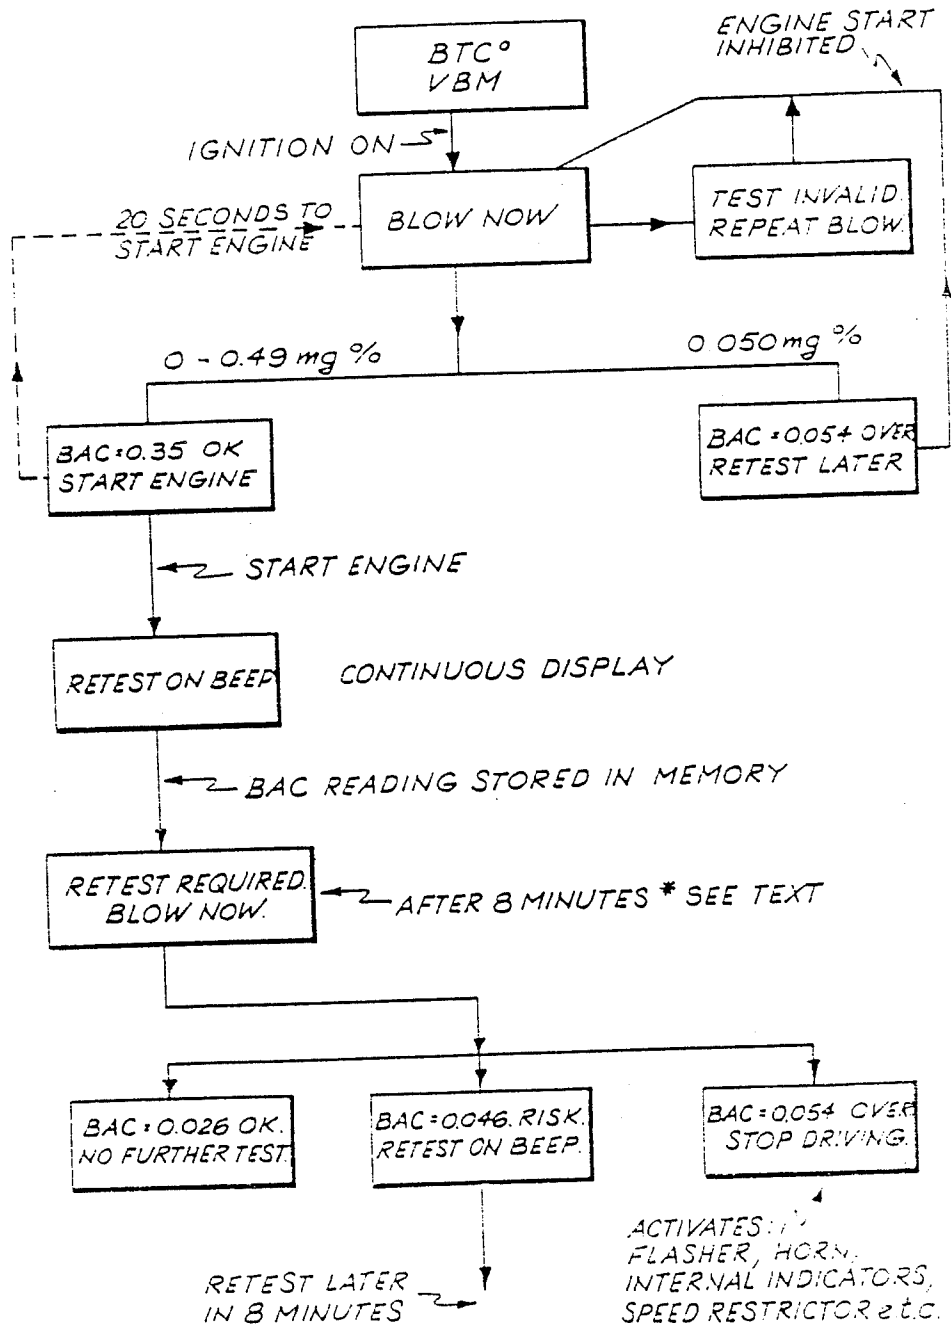 BTC°
VBM
ENGINE START
INHIBITED
IGNITION ON
20 SECONDS TO
START ENGINE
BLOW NOW
TEST INVALID.
REPEAT BLOW.
0 - 0.49 mg %
0.050 mg %
BAC = 0.35 OK
START ENGINE
BAC = 0.054 OVER
RETEST LATER
START ENGINE
RETEST ON BEEP
CONTINUOUS DISPLAY
BAC READING STORED IN MEMORY
RETEST REQUIRED.
BLOW NOW.
AFTER 8 MINUTES * SEE TEXT
BAC = 0.026 OK.
NO FURTHER TEST.
BAC = 0.046. RISK.
RETEST ON BEEP.
BAC = 0.054 OVER.
STOP DRIVING.
RETEST LATER
IN 8 MINUTES
ACTIVATES:
FLASHER, HORN,
INTERNAL INDICATORS,
SPEED RESTRICTOR e t.c.